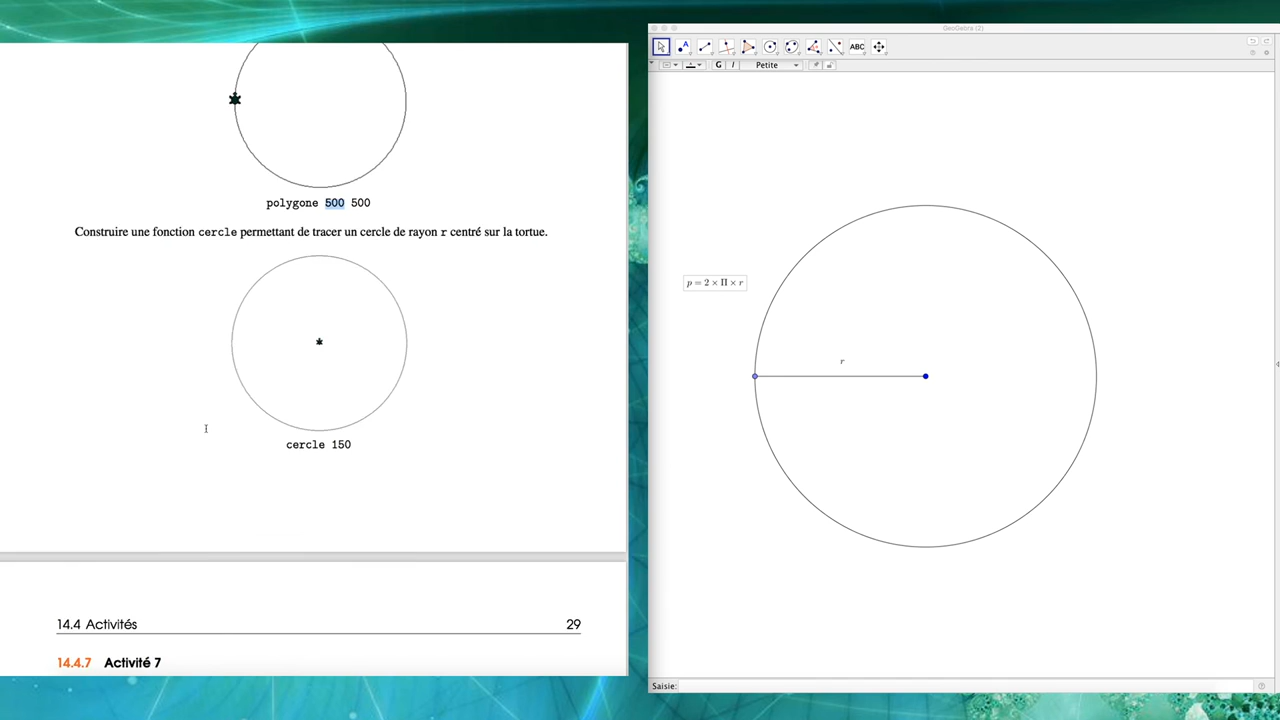 polygone 500 500
Construire une fonction cercle permettant de tracer un cercle de rayon r centré sur la tortue.
cercle 150
14.4 Activités 29
14.4.7 Activité 7
GeoGebra (2)
A
ABC
G I Petite
p = 2 × Π × r
r
Saisie: